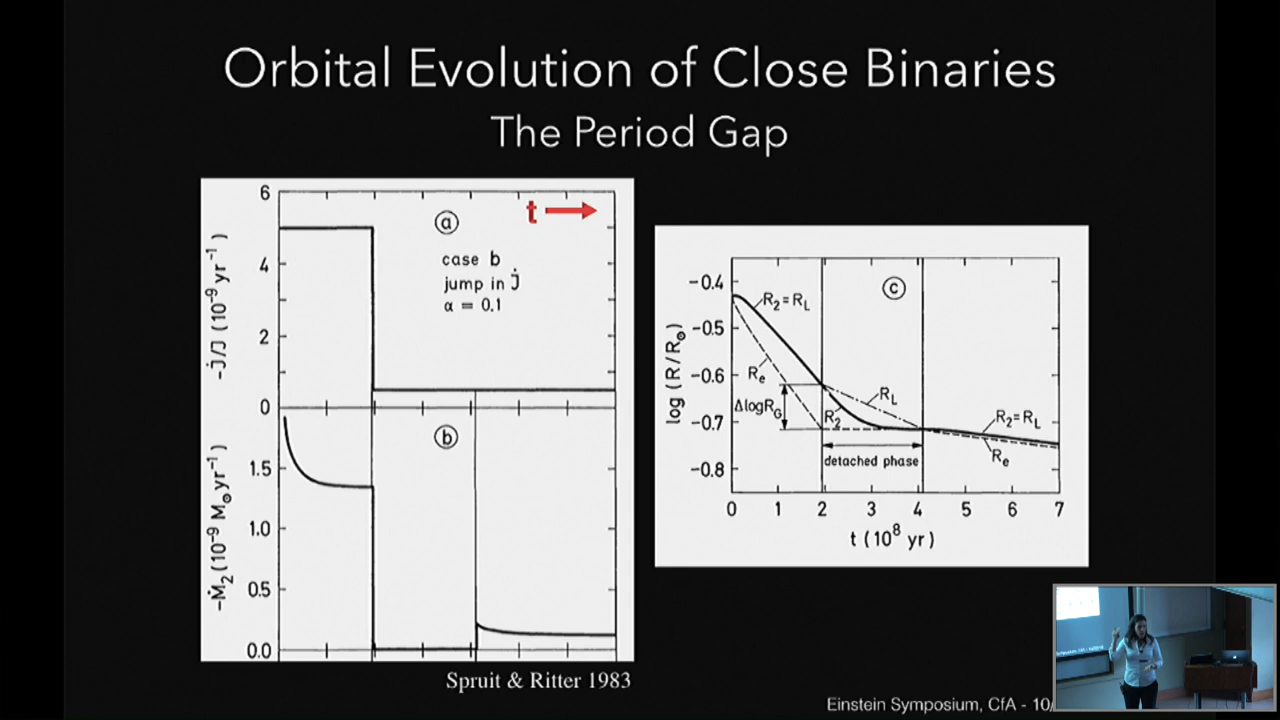 Orbital Evolution of Close Binaries
The Period Gap
6
4
2
0
-J̇/J (10⁻⁹ yr⁻¹)
t
ⓐ
case b
jump in J̇
α = 0.1
1.5
1.0
0.5
0.0
-Ṁ₂(10⁻⁹ M⊙yr⁻¹)
ⓑ
Spruit & Ritter 1983
-0.4
-0.5
-0.6
-0.7
-0.8
log (R/R⊙)
ⓒ
R₂=R_L
R_e
ΔlogR_G
R_L
R₂
R₂=R_L
R_e
detached phase
0 1 2 3 4 5 6 7
t (10⁸ yr)
Einstein Symposium, CfA - 10/